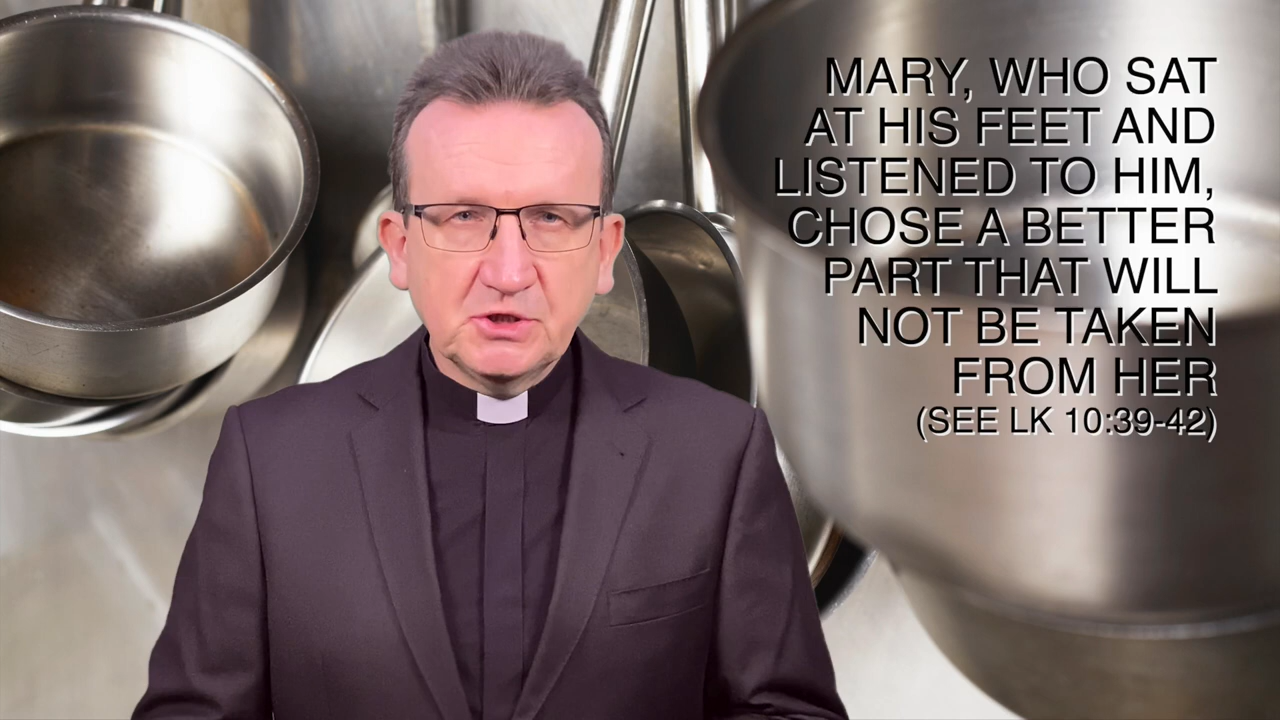 MARY, WHO SAT
AT HIS FEET AND
LISTENED TO HIM,
CHOSE A BETTER
PART THAT WILL
NOT BE TAKEN
FROM HER
(SEE LK 10:39-42)